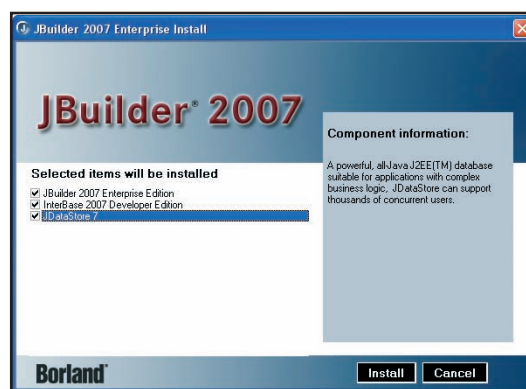 JBuilder 2007 Enterprise Install
JBuilder® 2007
Selected items will be installed
JBuilder 2007 Enterprise Edition
InterBase 2007 Developer Edition
JDataStore 7
Component information:
A powerful, all-Java J2EE(TM) database
suitable for applications with complex
business logic, JDataStore can support
thousands of concurrent users.
Borland®
Install
Cancel